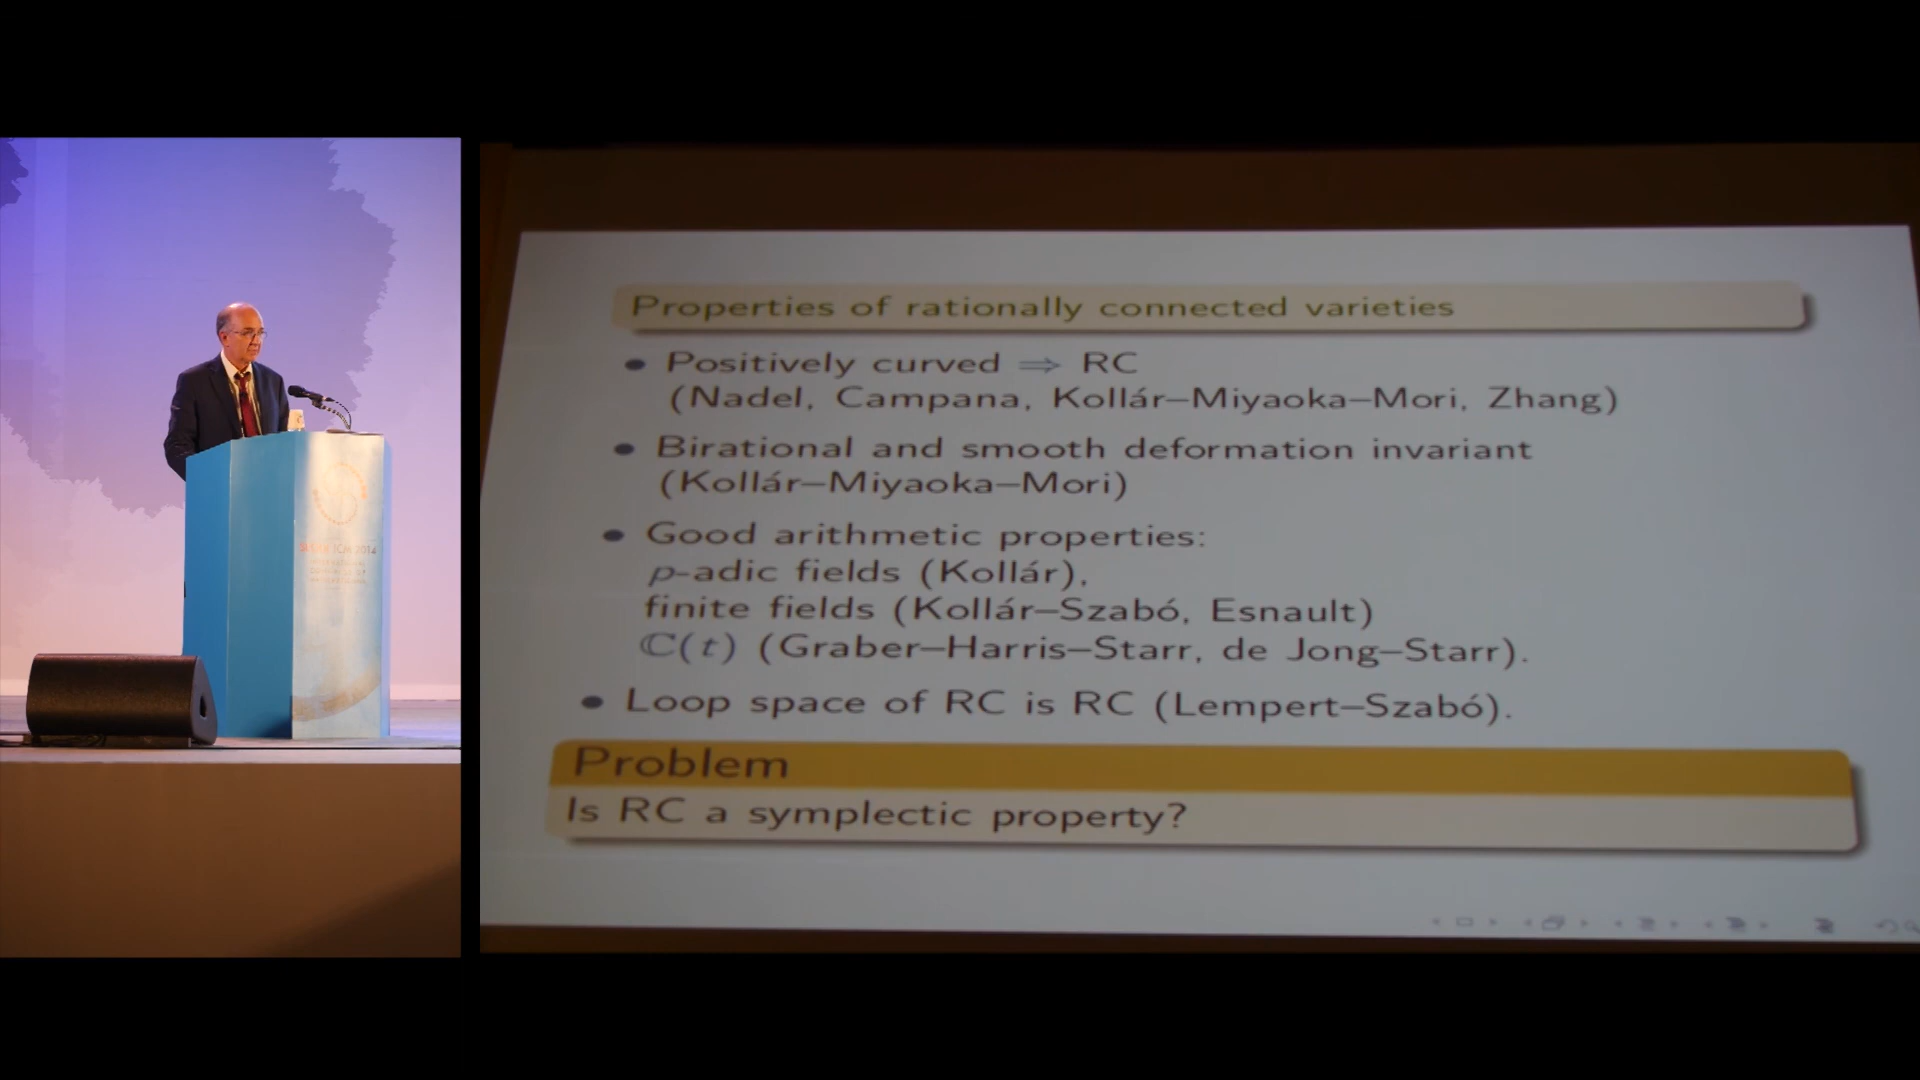 Properties of rationally connected varieties
• Positively curved ⇒ RC
(Nadel, Campana, Kollár–Miyaoka–Mori, Zhang)
• Birational and smooth deformation invariant
(Kollár–Miyaoka–Mori)
• Good arithmetic properties:
p-adic fields (Kollár),
finite fields (Kollár–Szabó, Esnault)
ℂ(t) (Graber–Harris–Starr, de Jong–Starr).
• Loop space of RC is RC (Lempert–Szabó).
Problem
Is RC a symplectic property?
ICM 2014